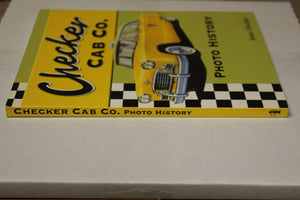 Checker
CAB CO.
PHOTO HISTORY
CHECKER CAB CO. PHOTO HISTORY